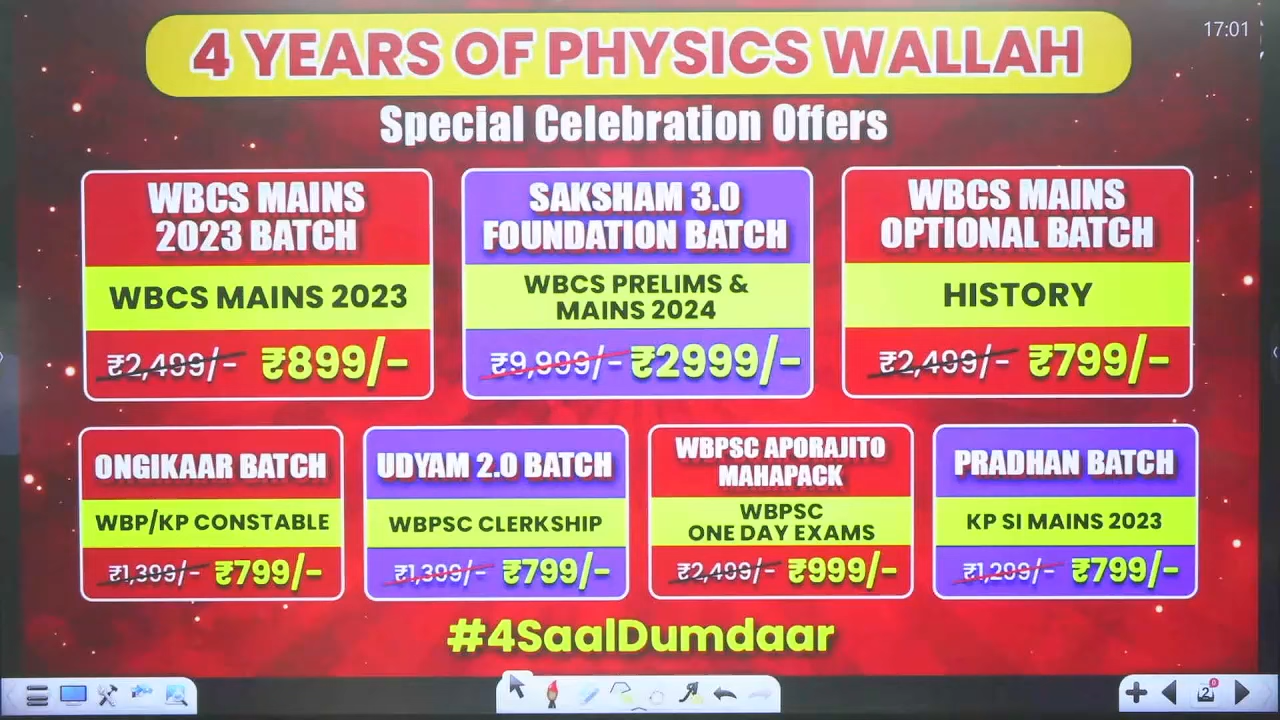 17:01
4 YEARS OF PHYSICS WALLAH
Special Celebration Offers
WBCS MAINS
2023 BATCH
WBCS MAINS 2023
₹2,499/- ₹899/-
SAKSHAM 3.0
FOUNDATION BATCH
WBCS PRELIMS &
MAINS 2024
₹9,999/- ₹2999/-
WBCS MAINS
OPTIONAL BATCH
HISTORY
₹2,499/- ₹799/-
ONGIKAAR BATCH
WBP/KP CONSTABLE
₹1,399/- ₹799/-
UDYAM 2.0 BATCH
WBPSC CLERKSHIP
₹1,399/- ₹799/-
WBPSC APORAJITO
MAHAPACK
WBPSC
ONE DAY EXAMS
₹2,499/- ₹999/-
PRADHAN BATCH
KP SI MAINS 2023
₹1,299/- ₹799/-
#4SaalDumdaar
2
0